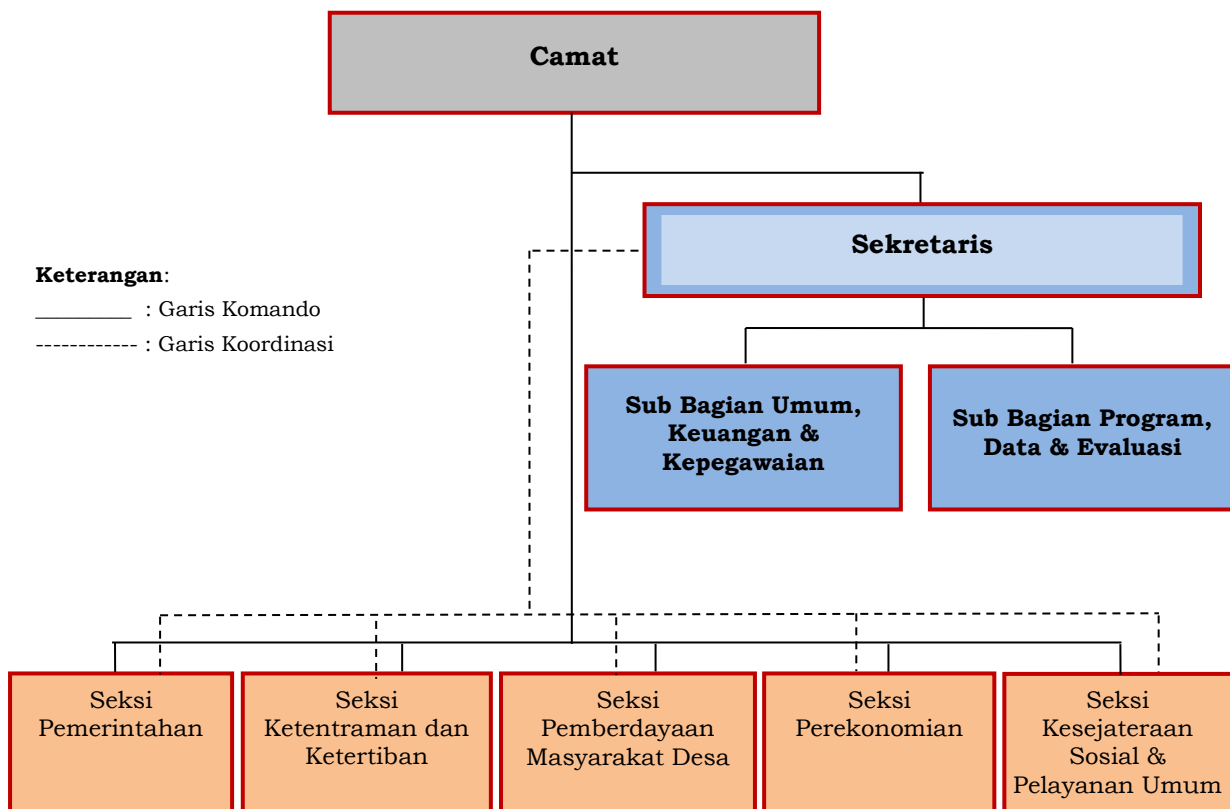 Camat
Sekretaris
Keterangan:
_________ : Garis Komando
------------ : Garis Koordinasi
Sub Bagian Umum,
Keuangan &
Kepegawaian
Sub Bagian Program,
Data & Evaluasi
Seksi
Pemerintahan
Seksi
Ketentraman dan
Ketertiban
Seksi
Pemberdayaan
Masyarakat Desa
Seksi
Perekonomian
Seksi
Kesejateraan
Sosial &
Pelayanan Umum